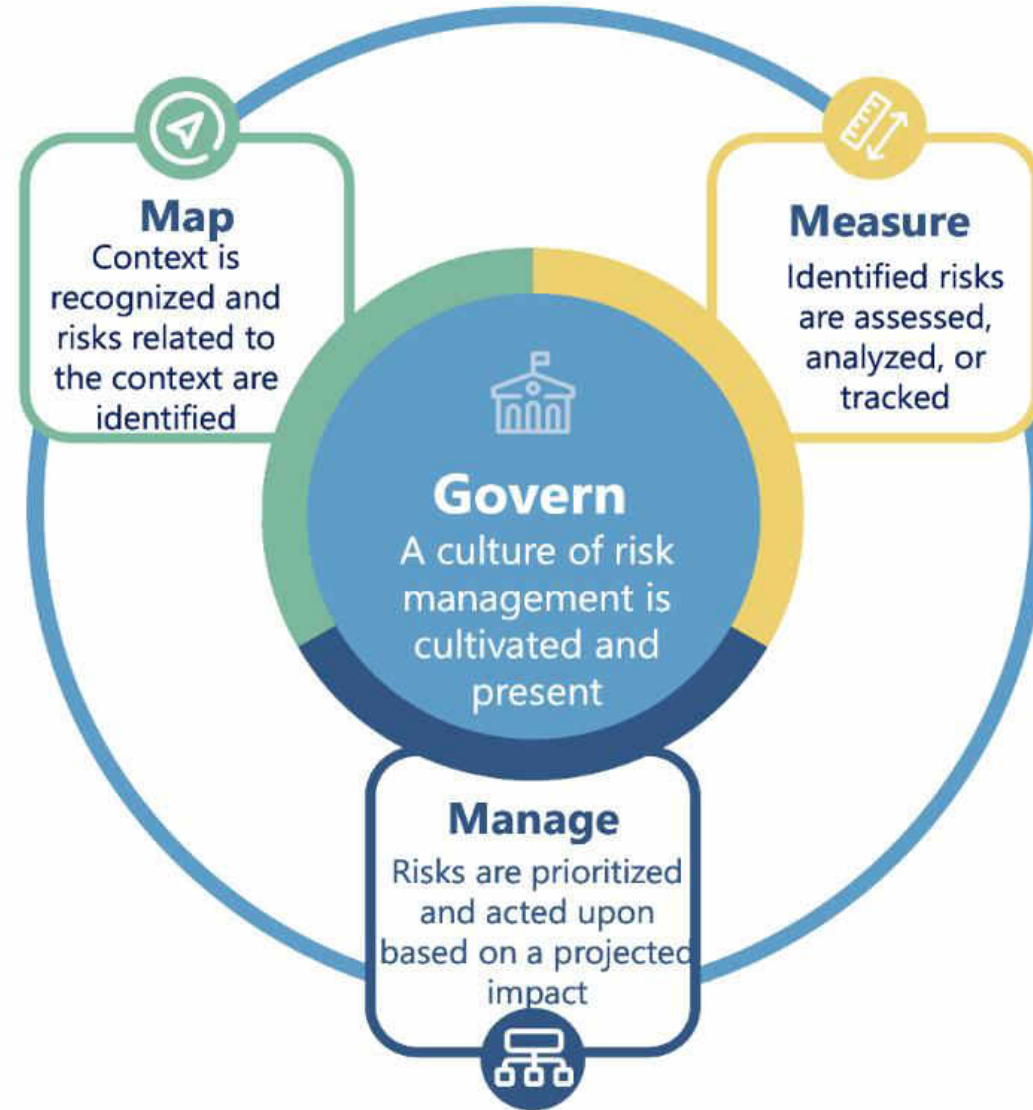 Map
Context is
recognized and
risks related to
the context are
identified
Measure
Identified risks
are assessed,
analyzed, or
tracked
Govern
A culture of risk
management is
cultivated and
present
Manage
Risks are prioritized
and acted upon
based on a projected
impact